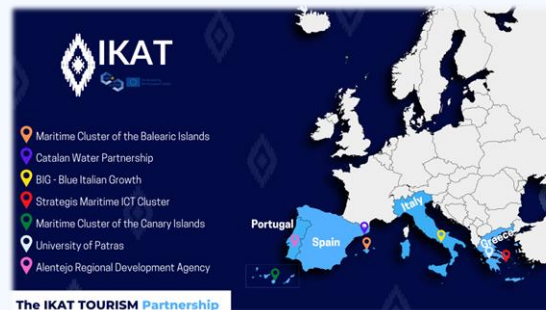 IKAT
Maritime Cluster of the Balearic Islands
Catalan Water Partnership
BIG - Blue Italian Growth
Strategis Maritime ICT Cluster
Maritime Cluster of the Canary Islands
University of Patras
Alentejo Regional Development Agency
Portugal
Spain
Italy
Greece
The IKAT TOURISM Partnership